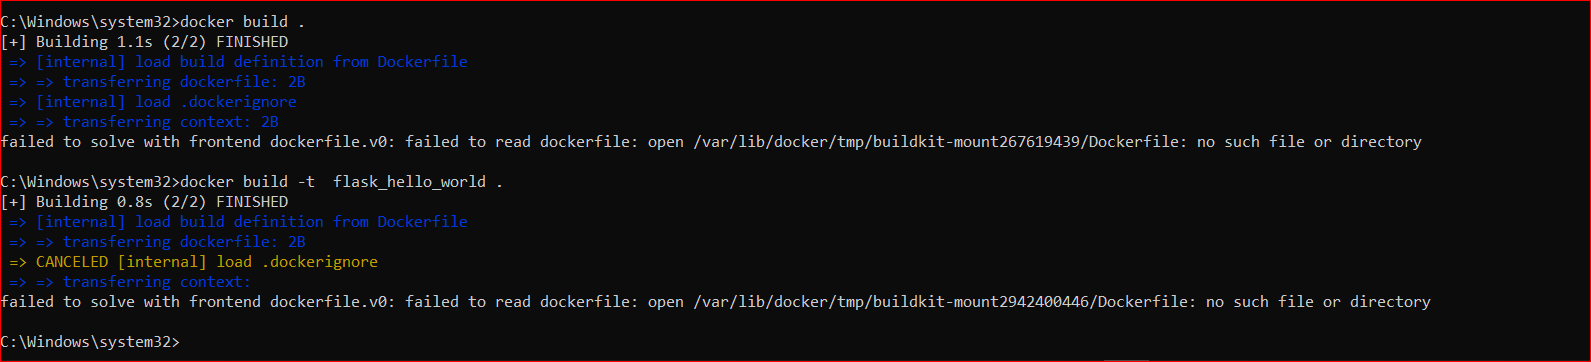 C:\Windows\system32>docker build .
[+] Building 1.1s (2/2) FINISHED
=> [internal] load build definition from Dockerfile
=> => transferring dockerfile: 2B
=> [internal] load .dockerignore
=> => transferring context: 2B
failed to solve with frontend dockerfile.v0: failed to read dockerfile: open /var/lib/docker/tmp/buildkit-mount267619439/Dockerfile: no such file or directory
C:\Windows\system32>docker build -t  flask_hello_world .
[+] Building 0.8s (2/2) FINISHED
=> [internal] load build definition from Dockerfile
=> => transferring dockerfile: 2B
=> CANCELED [internal] load .dockerignore
=> => transferring context:
failed to solve with frontend dockerfile.v0: failed to read dockerfile: open /var/lib/docker/tmp/buildkit-mount2942400446/Dockerfile: no such file or directory
C:\Windows\system32>